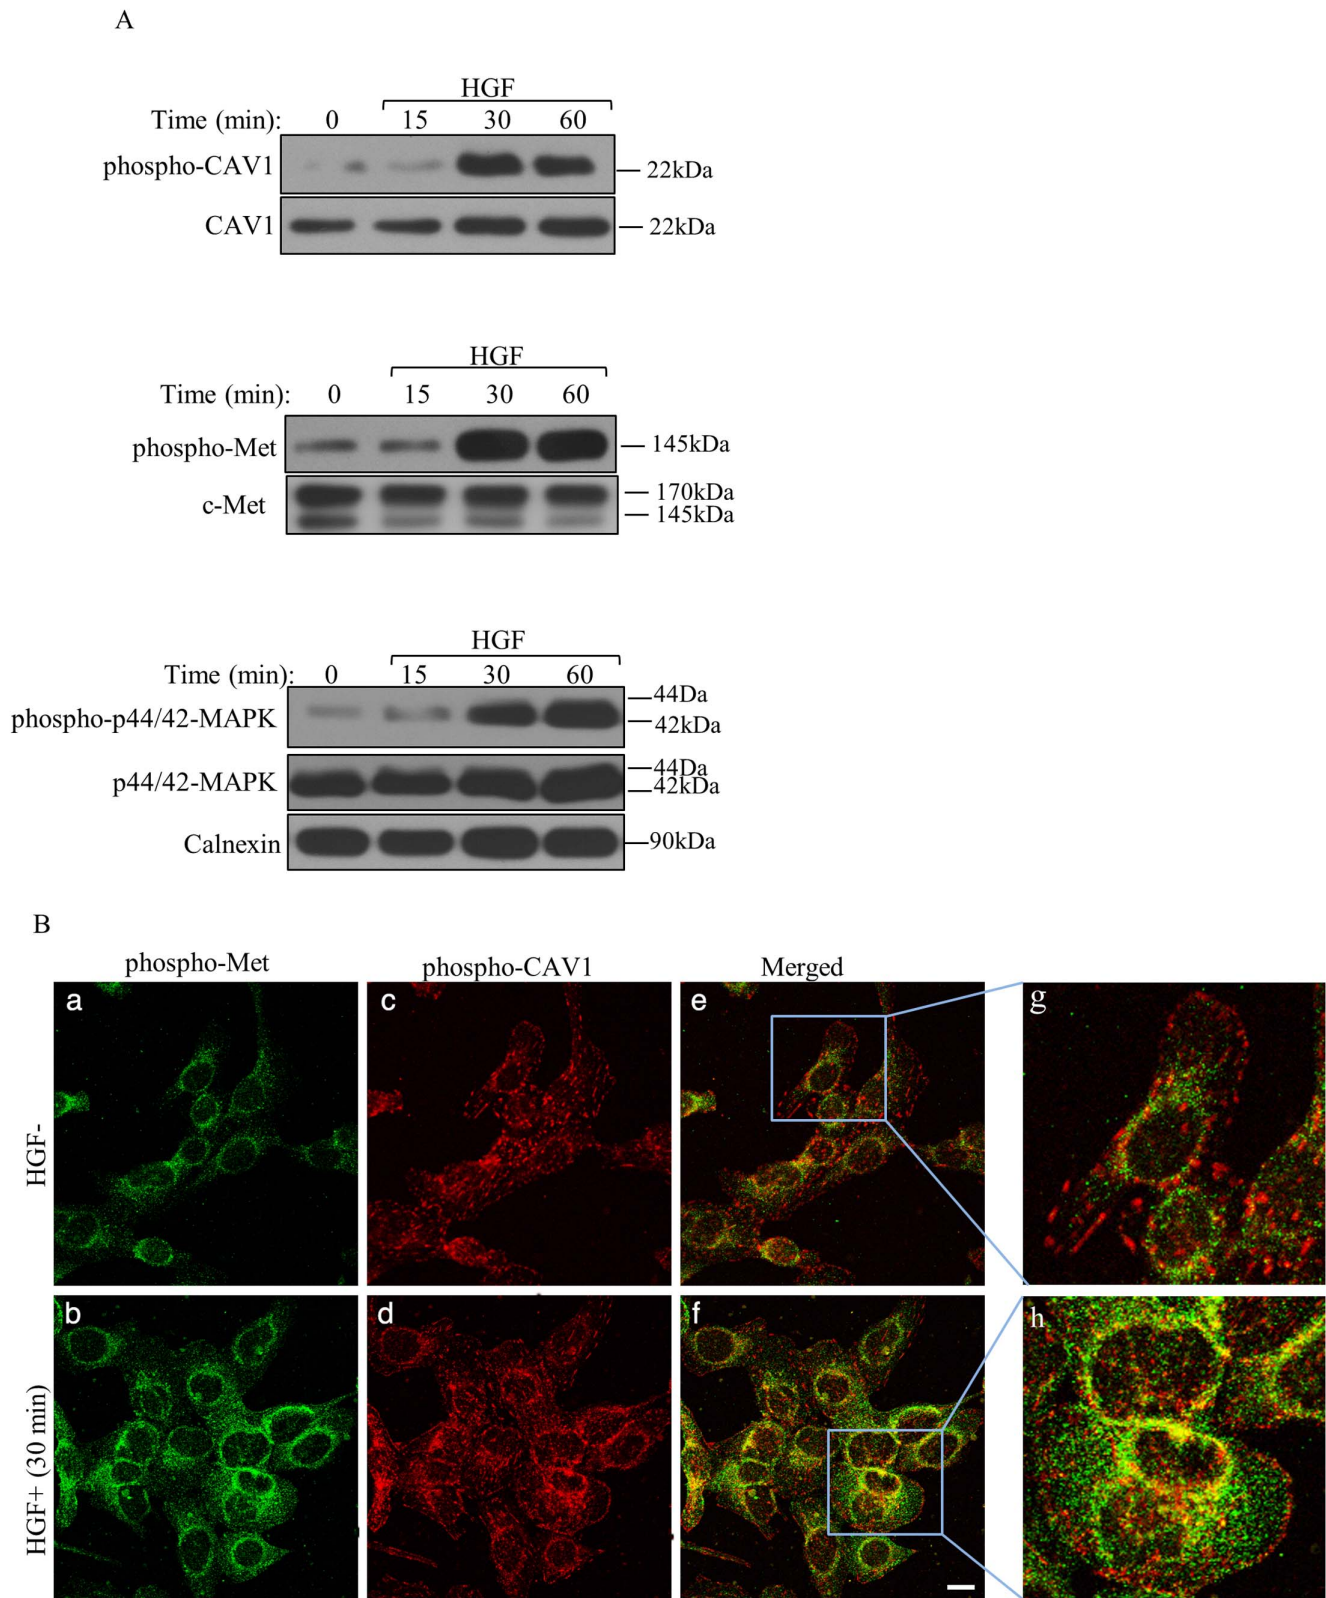 A
HGF
Time (min): 0 15 30 60
phospho-CAV1 22kDa
CAV1 22kDa
HGF
Time (min): 0 15 30 60
phospho-Met 145kDa
c-Met 170kDa
145kDa
HGF
Time (min): 0 15 30 60
44Da
phospho-p44/42-MAPK 42kDa
44Da
p44/42-MAPK 42kDa
Calnexin 90kDa
B
phospho-Met phospho-CAV1 Merged
a c e g
HGF-
b d f h
HGF+ (30 min)